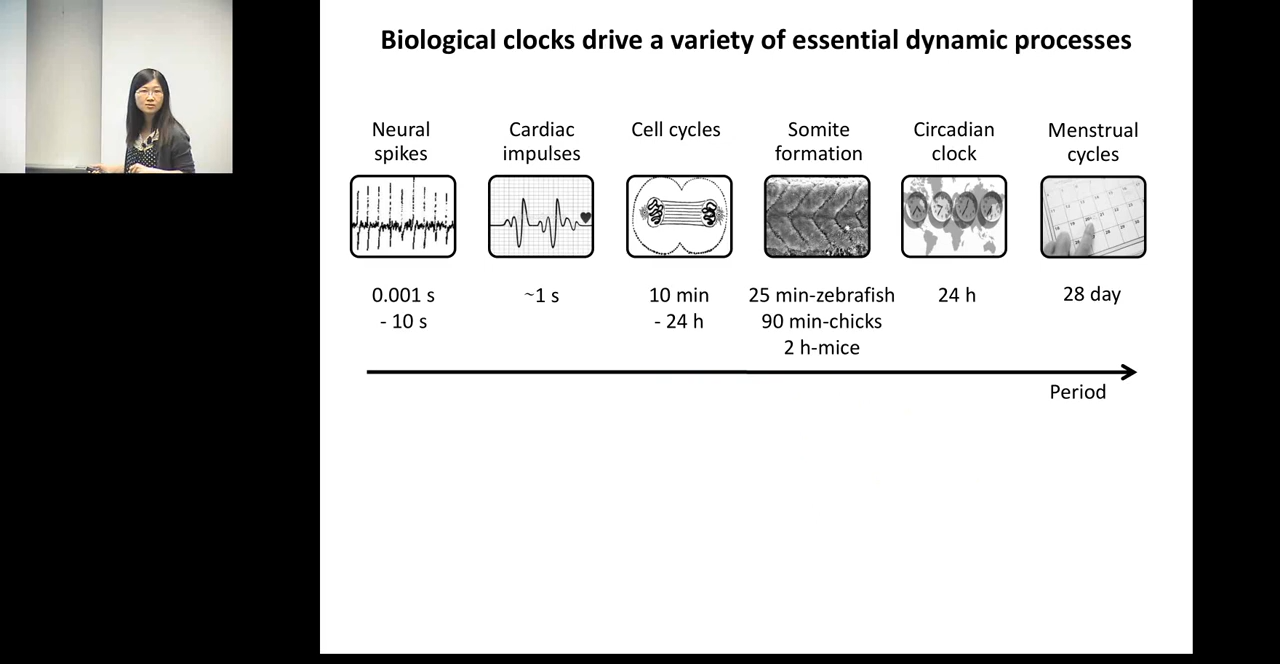 Biological clocks drive a variety of essential dynamic processes
Neural
spikes
Cardiac
impulses
Cell cycles
Somite
formation
Circadian
clock
Menstrual
cycles
0.001 s
- 10 s
~1 s
10 min
- 24 h
25 min-zebrafish
90 min-chicks
2 h-mice
24 h
28 day
Period